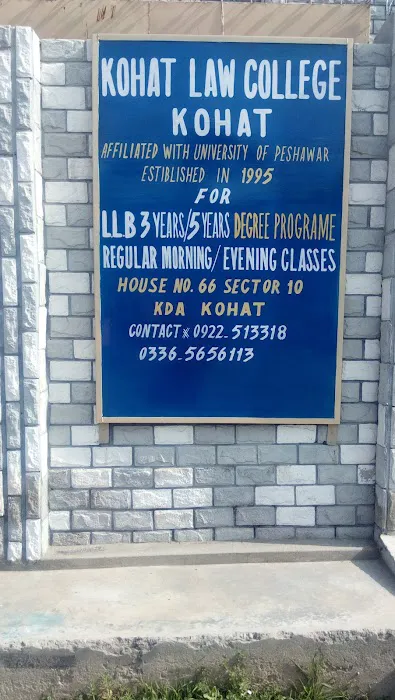 KOHAT LAW COLLEGE
KOHAT
AFFILIATED WITH UNIVERSITY OF PESHAWAR
ESTIBLISHED IN 1995
FOR
LLB 3 YEARS/5 YEARS DEGREE PROGRAME
REGULAR MORNING/EVENING CLASSES
HOUSE NO. 66 SECTOR 10
KDA KOHAT
CONTACT* 0922-513318
0336-5656113